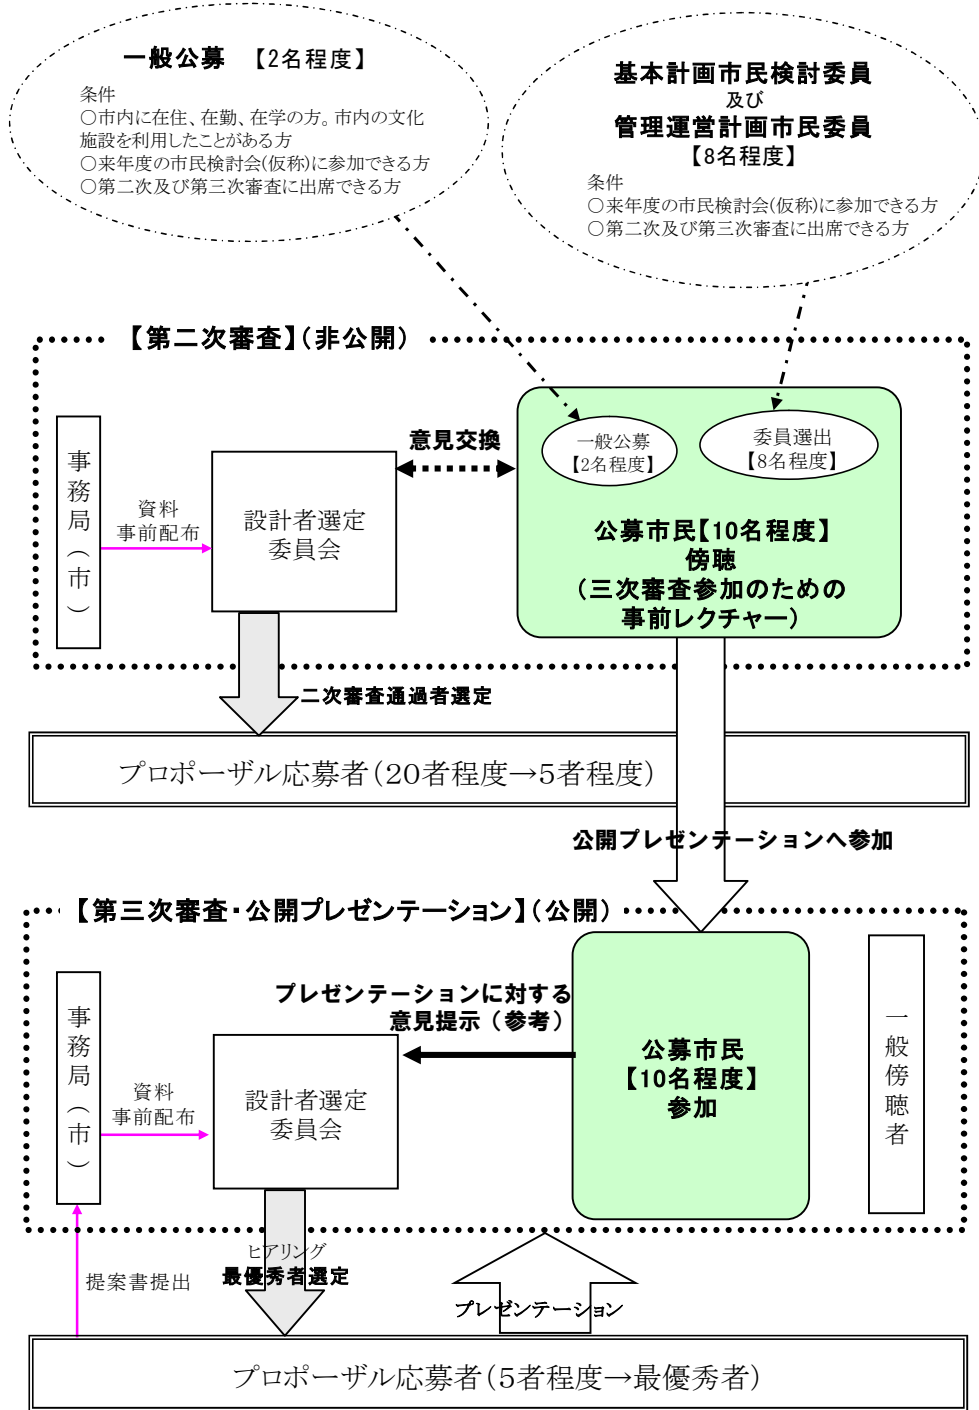 一般公募 【2名程度】
条件
○市内に在住、在勤、在学の方。市内の文化
施設を利用したことがある方
○来年度の市民検討会(仮称)に参加できる方
○第二次及び第三次審査に出席できる方
基本計画市民検討委員
及び
管理運営計画市民委員
【8名程度】
条件
○来年度の市民検討会(仮称)に参加できる方
○第二次及び第三次審査に出席できる方
【第二次審査】(非公開)
事務局(市)
資料
事前配布
設計者選定
委員会
意見交換
一般公募
【2名程度】
委員選出
【8名程度】
公募市民【10名程度】
傍聴
(三次審査参加のための
事前レクチャー)
二次審査通過者選定
プロポーザル応募者(20者程度→5者程度)
公開プレゼンテーションへ参加
【第三次審査・公開プレゼンテーション】(公開)
事務局(市)
資料
事前配布
設計者選定
委員会
プレゼンテーションに対する
意見提示(参考)
公募市民
【10名程度】
参加
一般傍聴者
提案書提出
ヒアリング
最優秀者選定
プレゼンテーション
プロポーザル応募者(5者程度→最優秀者)